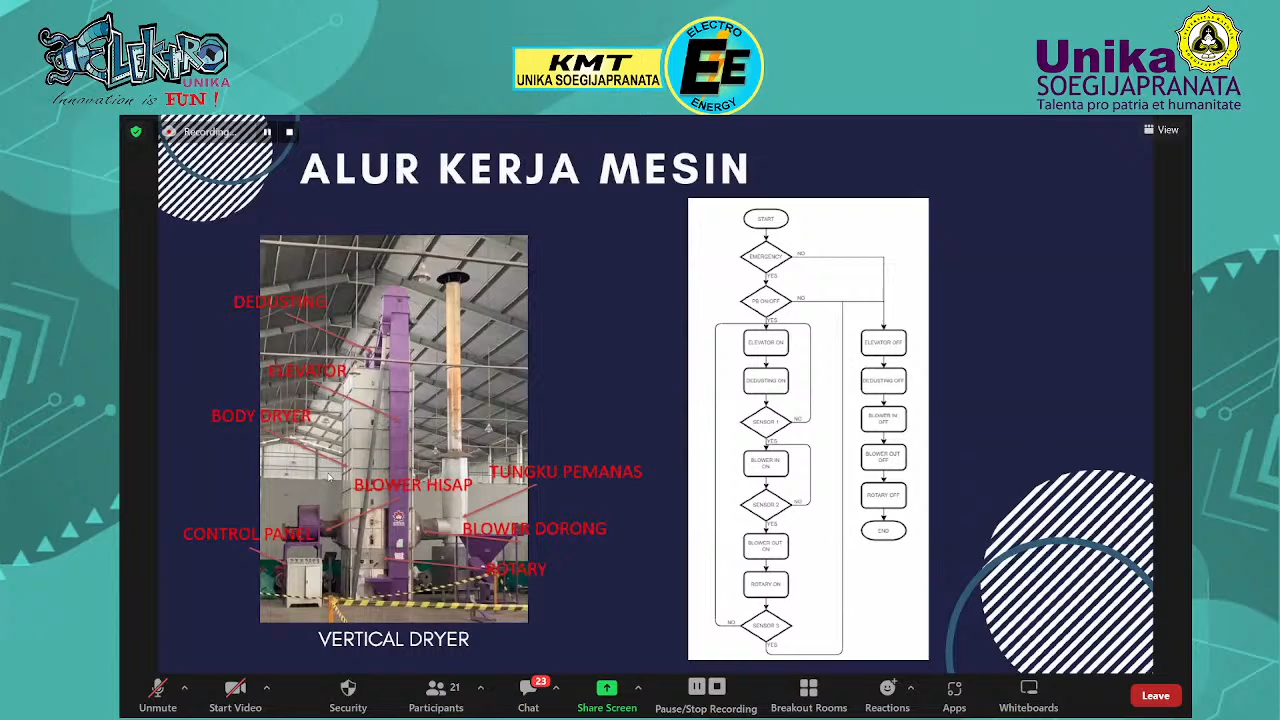 ELEKTRO
UNIKA
Innovation is FUN !
KMT
UNIKA SOEGIJAPRANATA
ELECTRO
EE
ENERGY
Unika
SOEGIJAPRANATA
Talenta pro patria et humanitate
Recording...
View
ALUR KERJA MESIN
DEDUSTING
ELEVATOR
BODY DRYER
TUNGKU PEMANAS
BLOWER HISAP
BLOWER DORONG
CONTROL PANEL
ROTARY
VERTICAL DRYER
START
EMERGENCY
NO
YES
PB ON/OFF
NO
YES
ELEVATOR ON
DEDUSTING ON
SENSOR 1
NO
YES
BLOWER IN
ON
SENSOR 2
NO
YES
BLOWER OUT
ON
ROTARY ON
SENSOR 3
NO
YES
ELEVATOR OFF
DEDUSTING OFF
BLOWER IN
OFF
BLOWER OUT
OFF
ROTARY OFF
END
Unmute
Start Video
Security
21
Participants
23
Chat
Share Screen
Pause/Stop Recording
Breakout Rooms
Reactions
Apps
Whiteboards
Leave